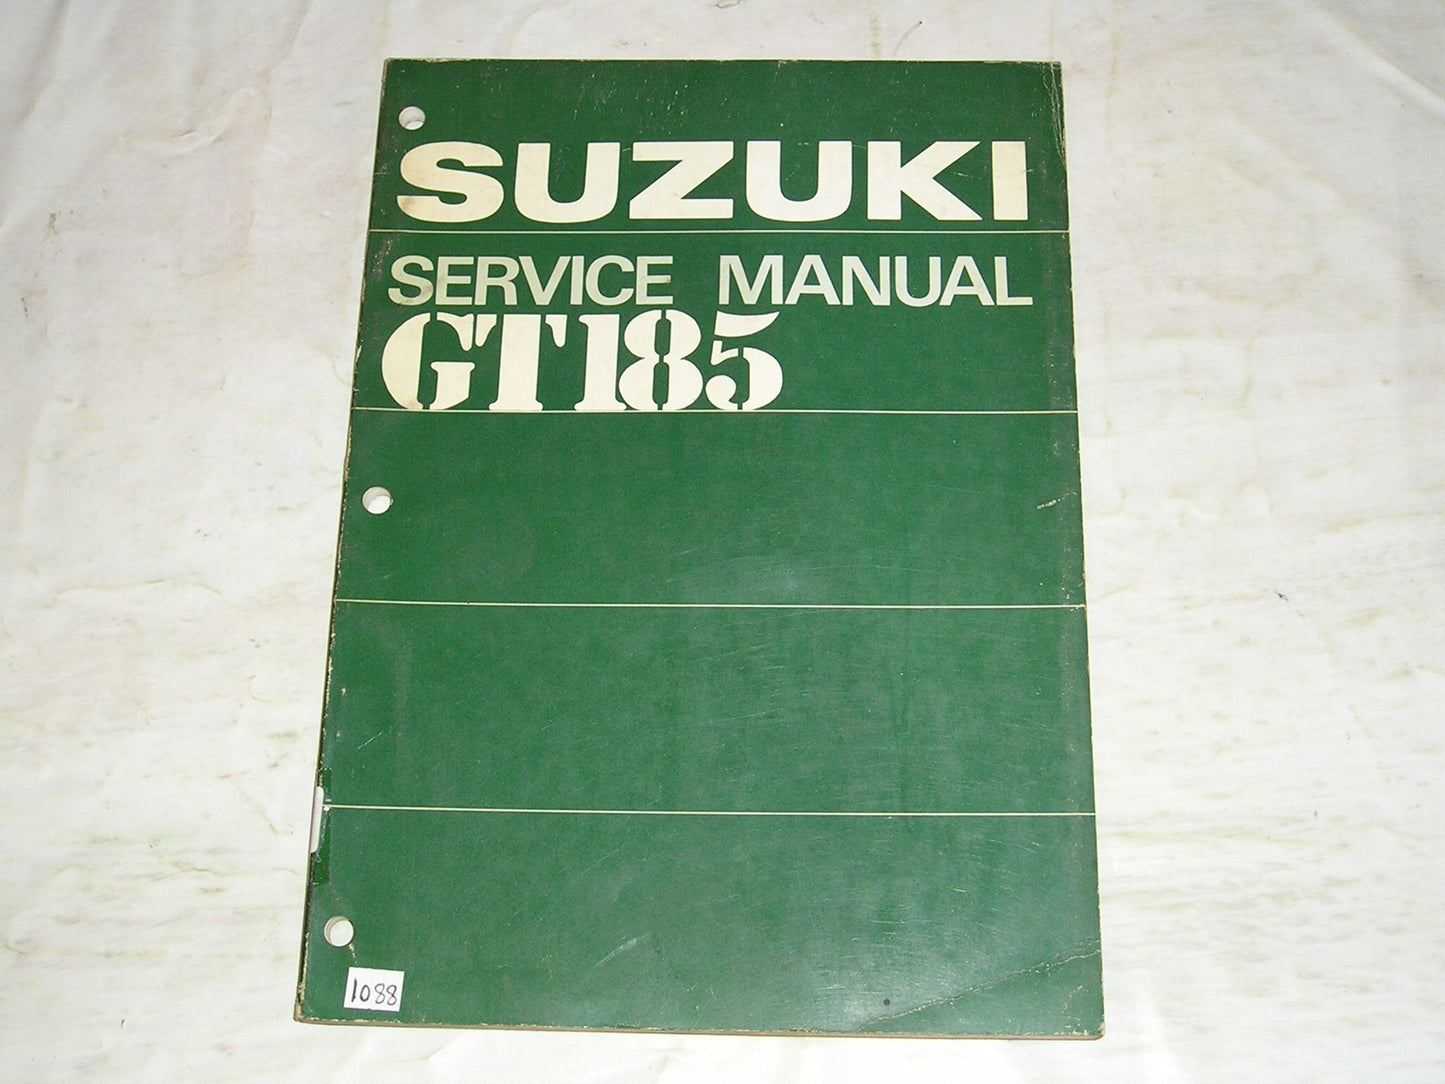 SUZUKI
SERVICE MANUAL
GT185
1088